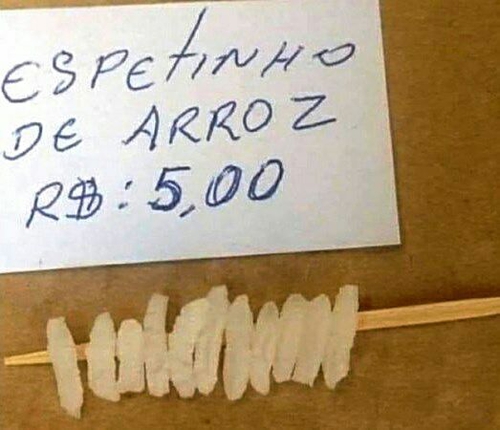 ESPETINHO
DE ARROZ
R$: 5,00